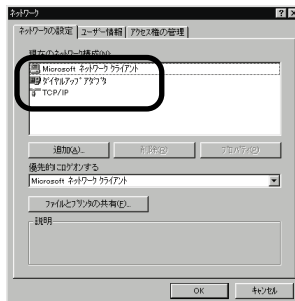 ネットワーク
ネットワークの設定 ユーザー情報 アクセス権の管理
現在のネットワーク構成(N)
Microsoft ネットワーク クライアント
ダイヤルアップ アダプタ
TCP/IP
追加(A)... 削除(E) プロパティ(R)
優先的にログオンする
Microsoft ネットワーク クライアント
ファイルとプリンタの共有(F)...
説明
OK キャンセル